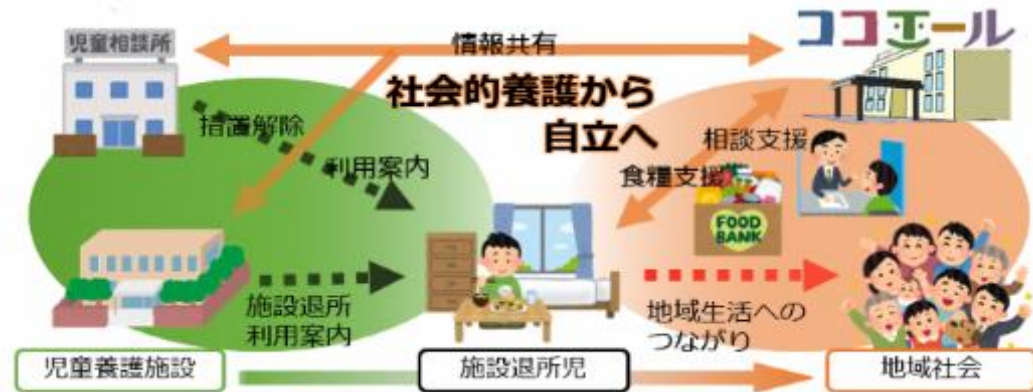 児童相談所
情報共有
ココエール
社会的養護から
自立へ
措置解除
利用案内
相談支援
食糧支援
FOOD
BANK
施設退所
利用案内
地域生活への
つながり
児童養護施設
施設退所児
地域社会